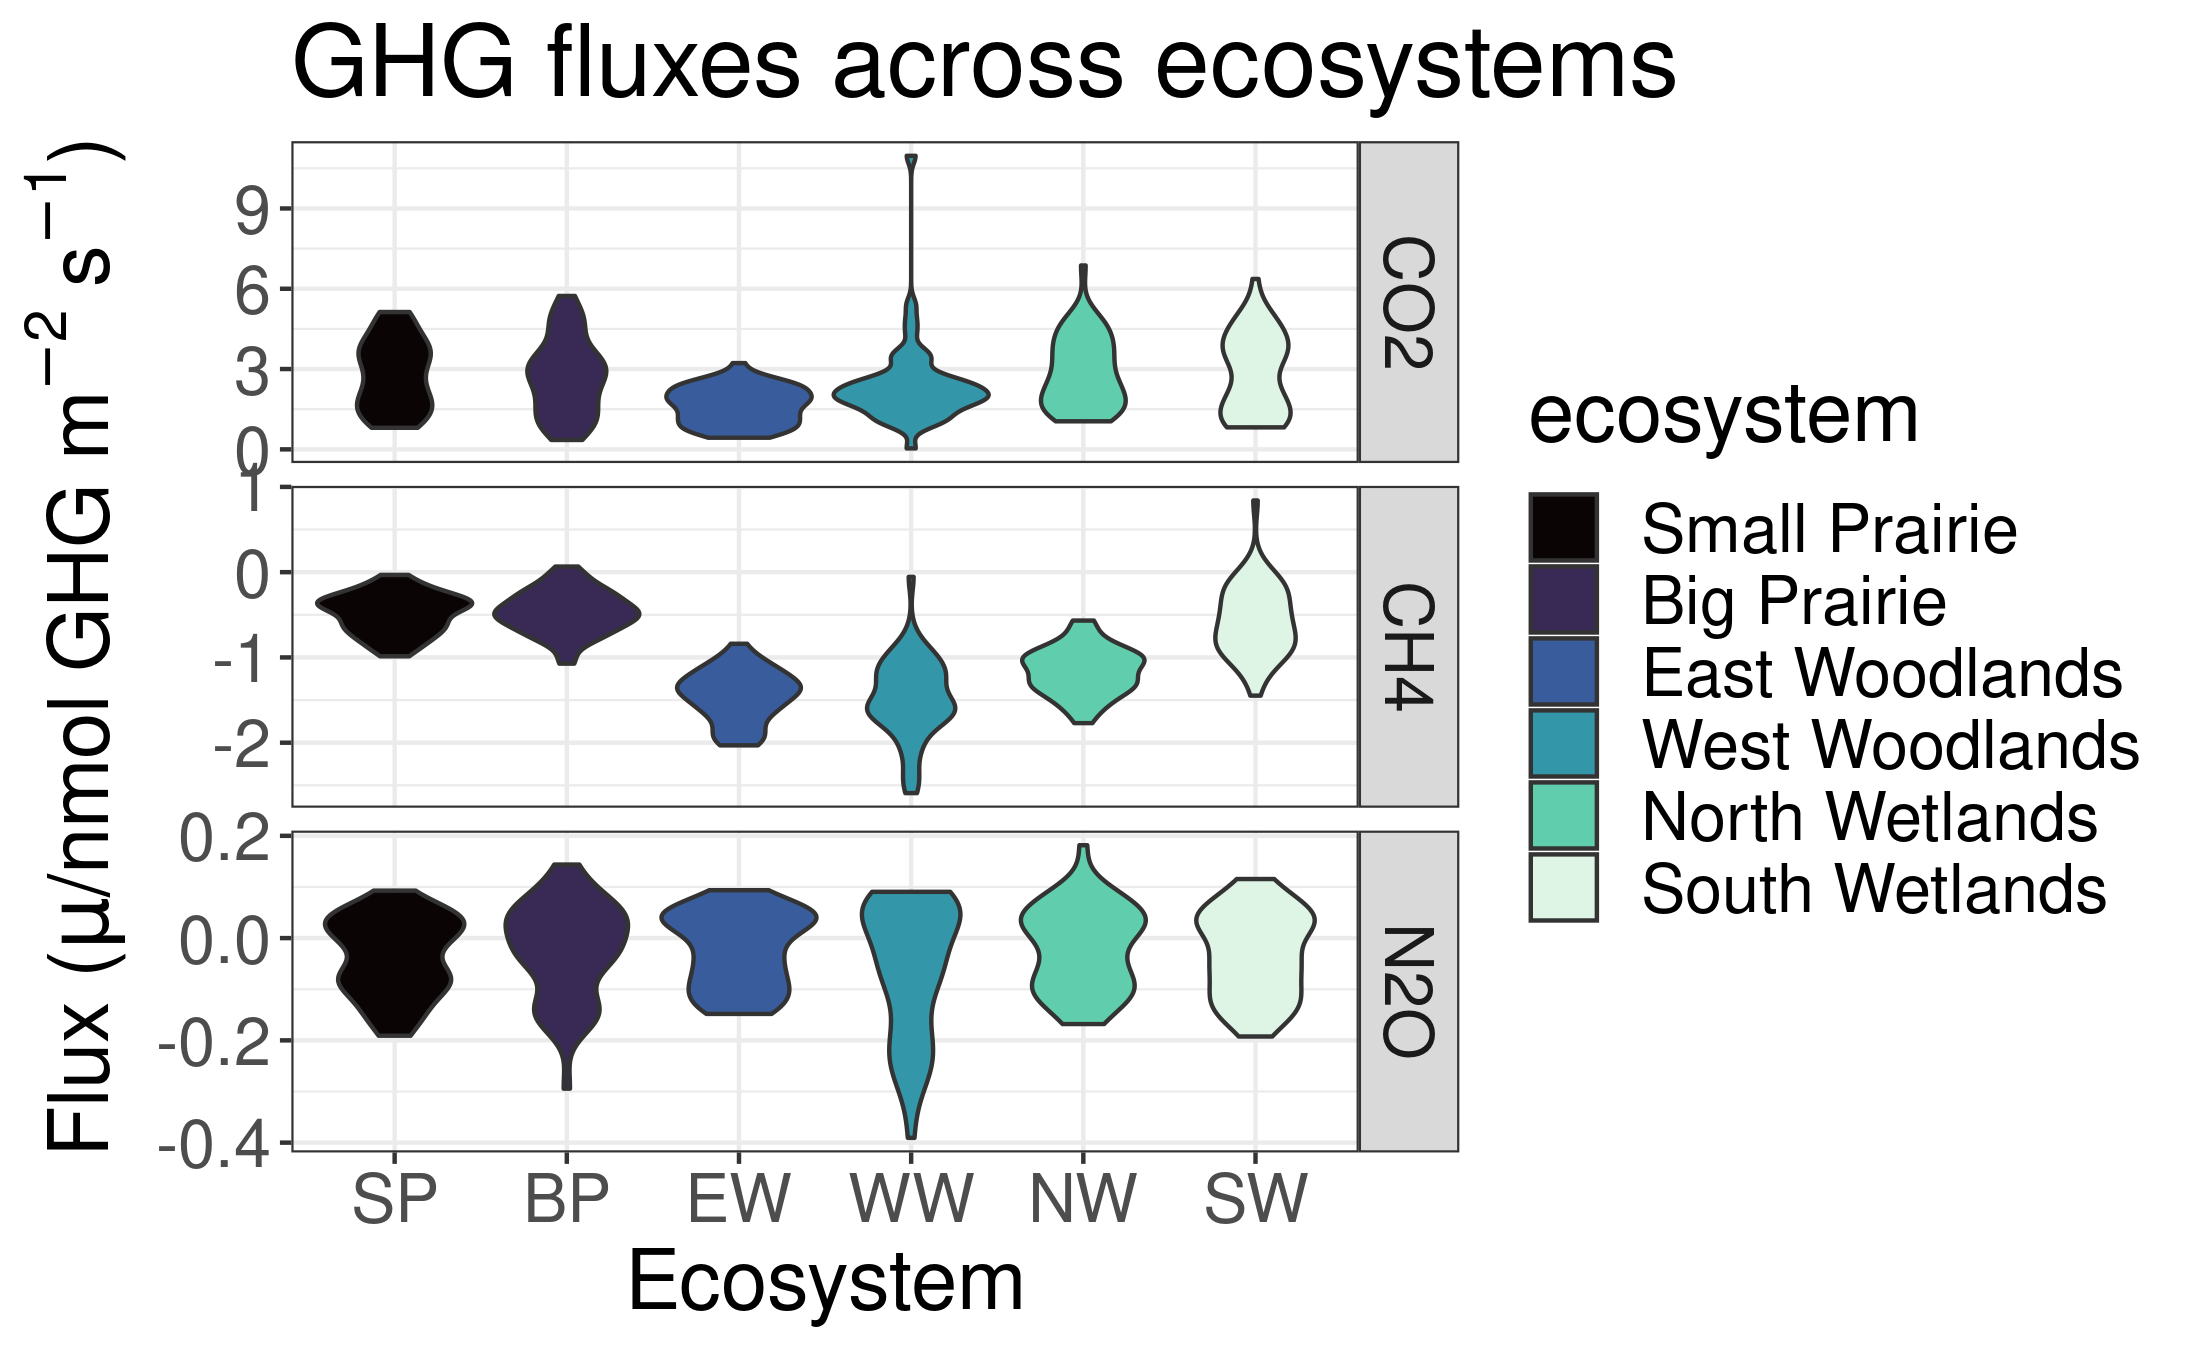 GHG fluxes across ecosystems
Flux (µ/nmol GHG m⁻² s⁻¹)
9
6
3
0
CO2
1
0
-1
-2
CH4
0.2
0.0
-0.2
-0.4
N2O
SP BP EW WW NW SW
Ecosystem
ecosystem
Small Prairie
Big Prairie
East Woodlands
West Woodlands
North Wetlands
South Wetlands